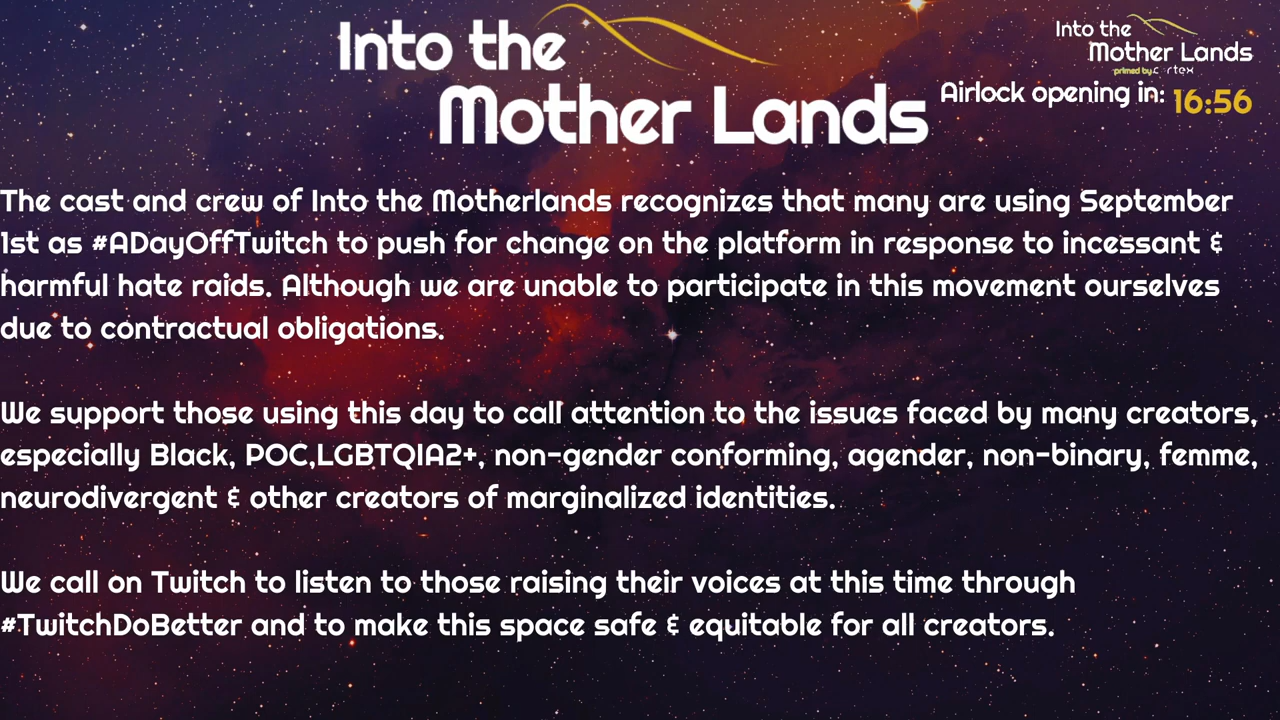 Into the
Mother Lands
Into the
Mother Lands
primed by cortex
Airlock opening in: 16:56
The cast and crew of Into the Motherlands recognizes that many are using September
1st as #ADayOffTwitch to push for change on the platform in response to incessant &
harmful hate raids. Although we are unable to participate in this movement ourselves
due to contractual obligations.
We support those using this day to call attention to the issues faced by many creators,
especially Black, POC,LGBTQIA2+, non-gender conforming, agender, non-binary, femme,
neurodivergent & other creators of marginalized identities.
We call on Twitch to listen to those raising their voices at this time through
#TwitchDoBetter and to make this space safe & equitable for all creators.